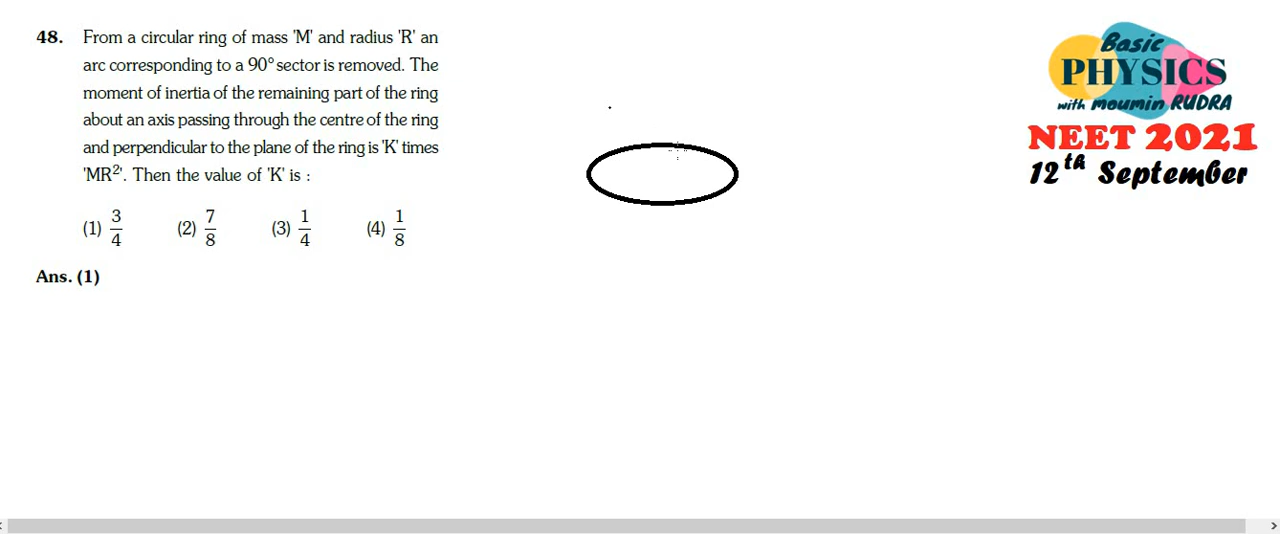 48. From a circular ring of mass 'M' and radius 'R' an
arc corresponding to a 90° sector is removed. The
moment of inertia of the remaining part of the ring
about an axis passing through the centre of the ring
and perpendicular to the plane of the ring is 'K' times
'MR²'. Then the value of 'K' is :
(1) 3/4 (2) 7/8 (3) 1/4 (4) 1/8
Ans. (1)
Basic
PHYSICS
with moumin RUDRA
NEET 2021
12th September